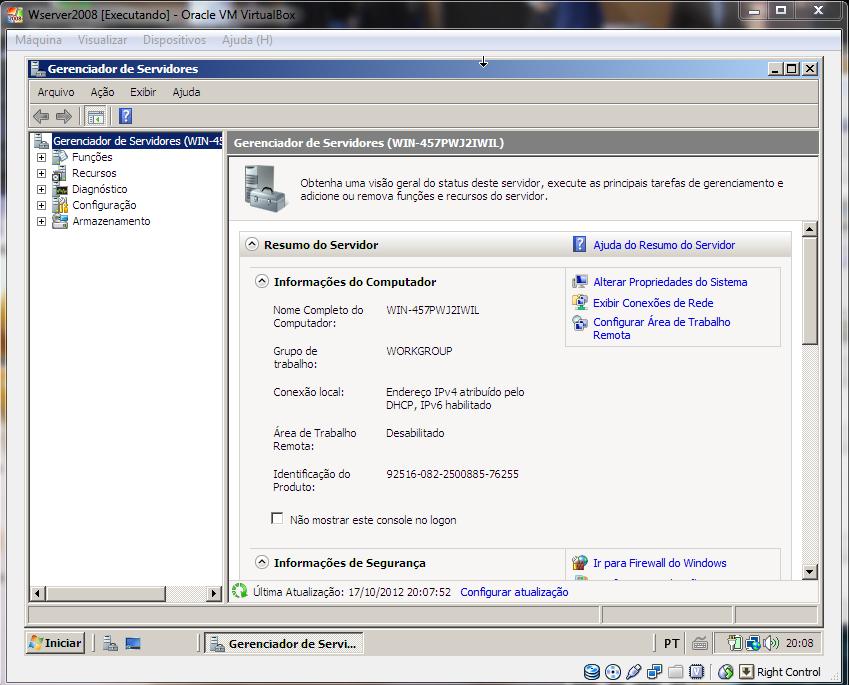 Wserver2008 [Executando] - Oracle VM VirtualBox
Máquina Visualizar Dispositivos Ajuda (H)
Gerenciador de Servidores
Arquivo Ação Exibir Ajuda
Gerenciador de Servidores (WIN-45
Funções
Recursos
Diagnóstico
Configuração
Armazenamento
Gerenciador de Servidores (WIN-457PWJ2IWIL)
Obtenha uma visão geral do status deste servidor, execute as principais tarefas de gerenciamento e
adicione ou remova funções e recursos do servidor.
Resumo do Servidor
Ajuda do Resumo do Servidor
Informações do Computador
Nome Completo do
Computador:
WIN-457PWJ2IWIL
Grupo de
trabalho:
WORKGROUP
Conexão local:
Endereço IPv4 atribuído pelo
DHCP, IPv6 habilitado
Área de Trabalho
Remota:
Desabilitado
Identificação do
Produto:
92516-082-2500885-76255
Não mostrar este console no logon
Alterar Propriedades do Sistema
Exibir Conexões de Rede
Configurar Área de Trabalho
Remota
Informações de Segurança
Ir para Firewall do Windows
Última Atualização: 17/10/2012 20:07:52 Configurar atualização
Iniciar
Gerenciador de Servi...
PT
20:08
Right Control